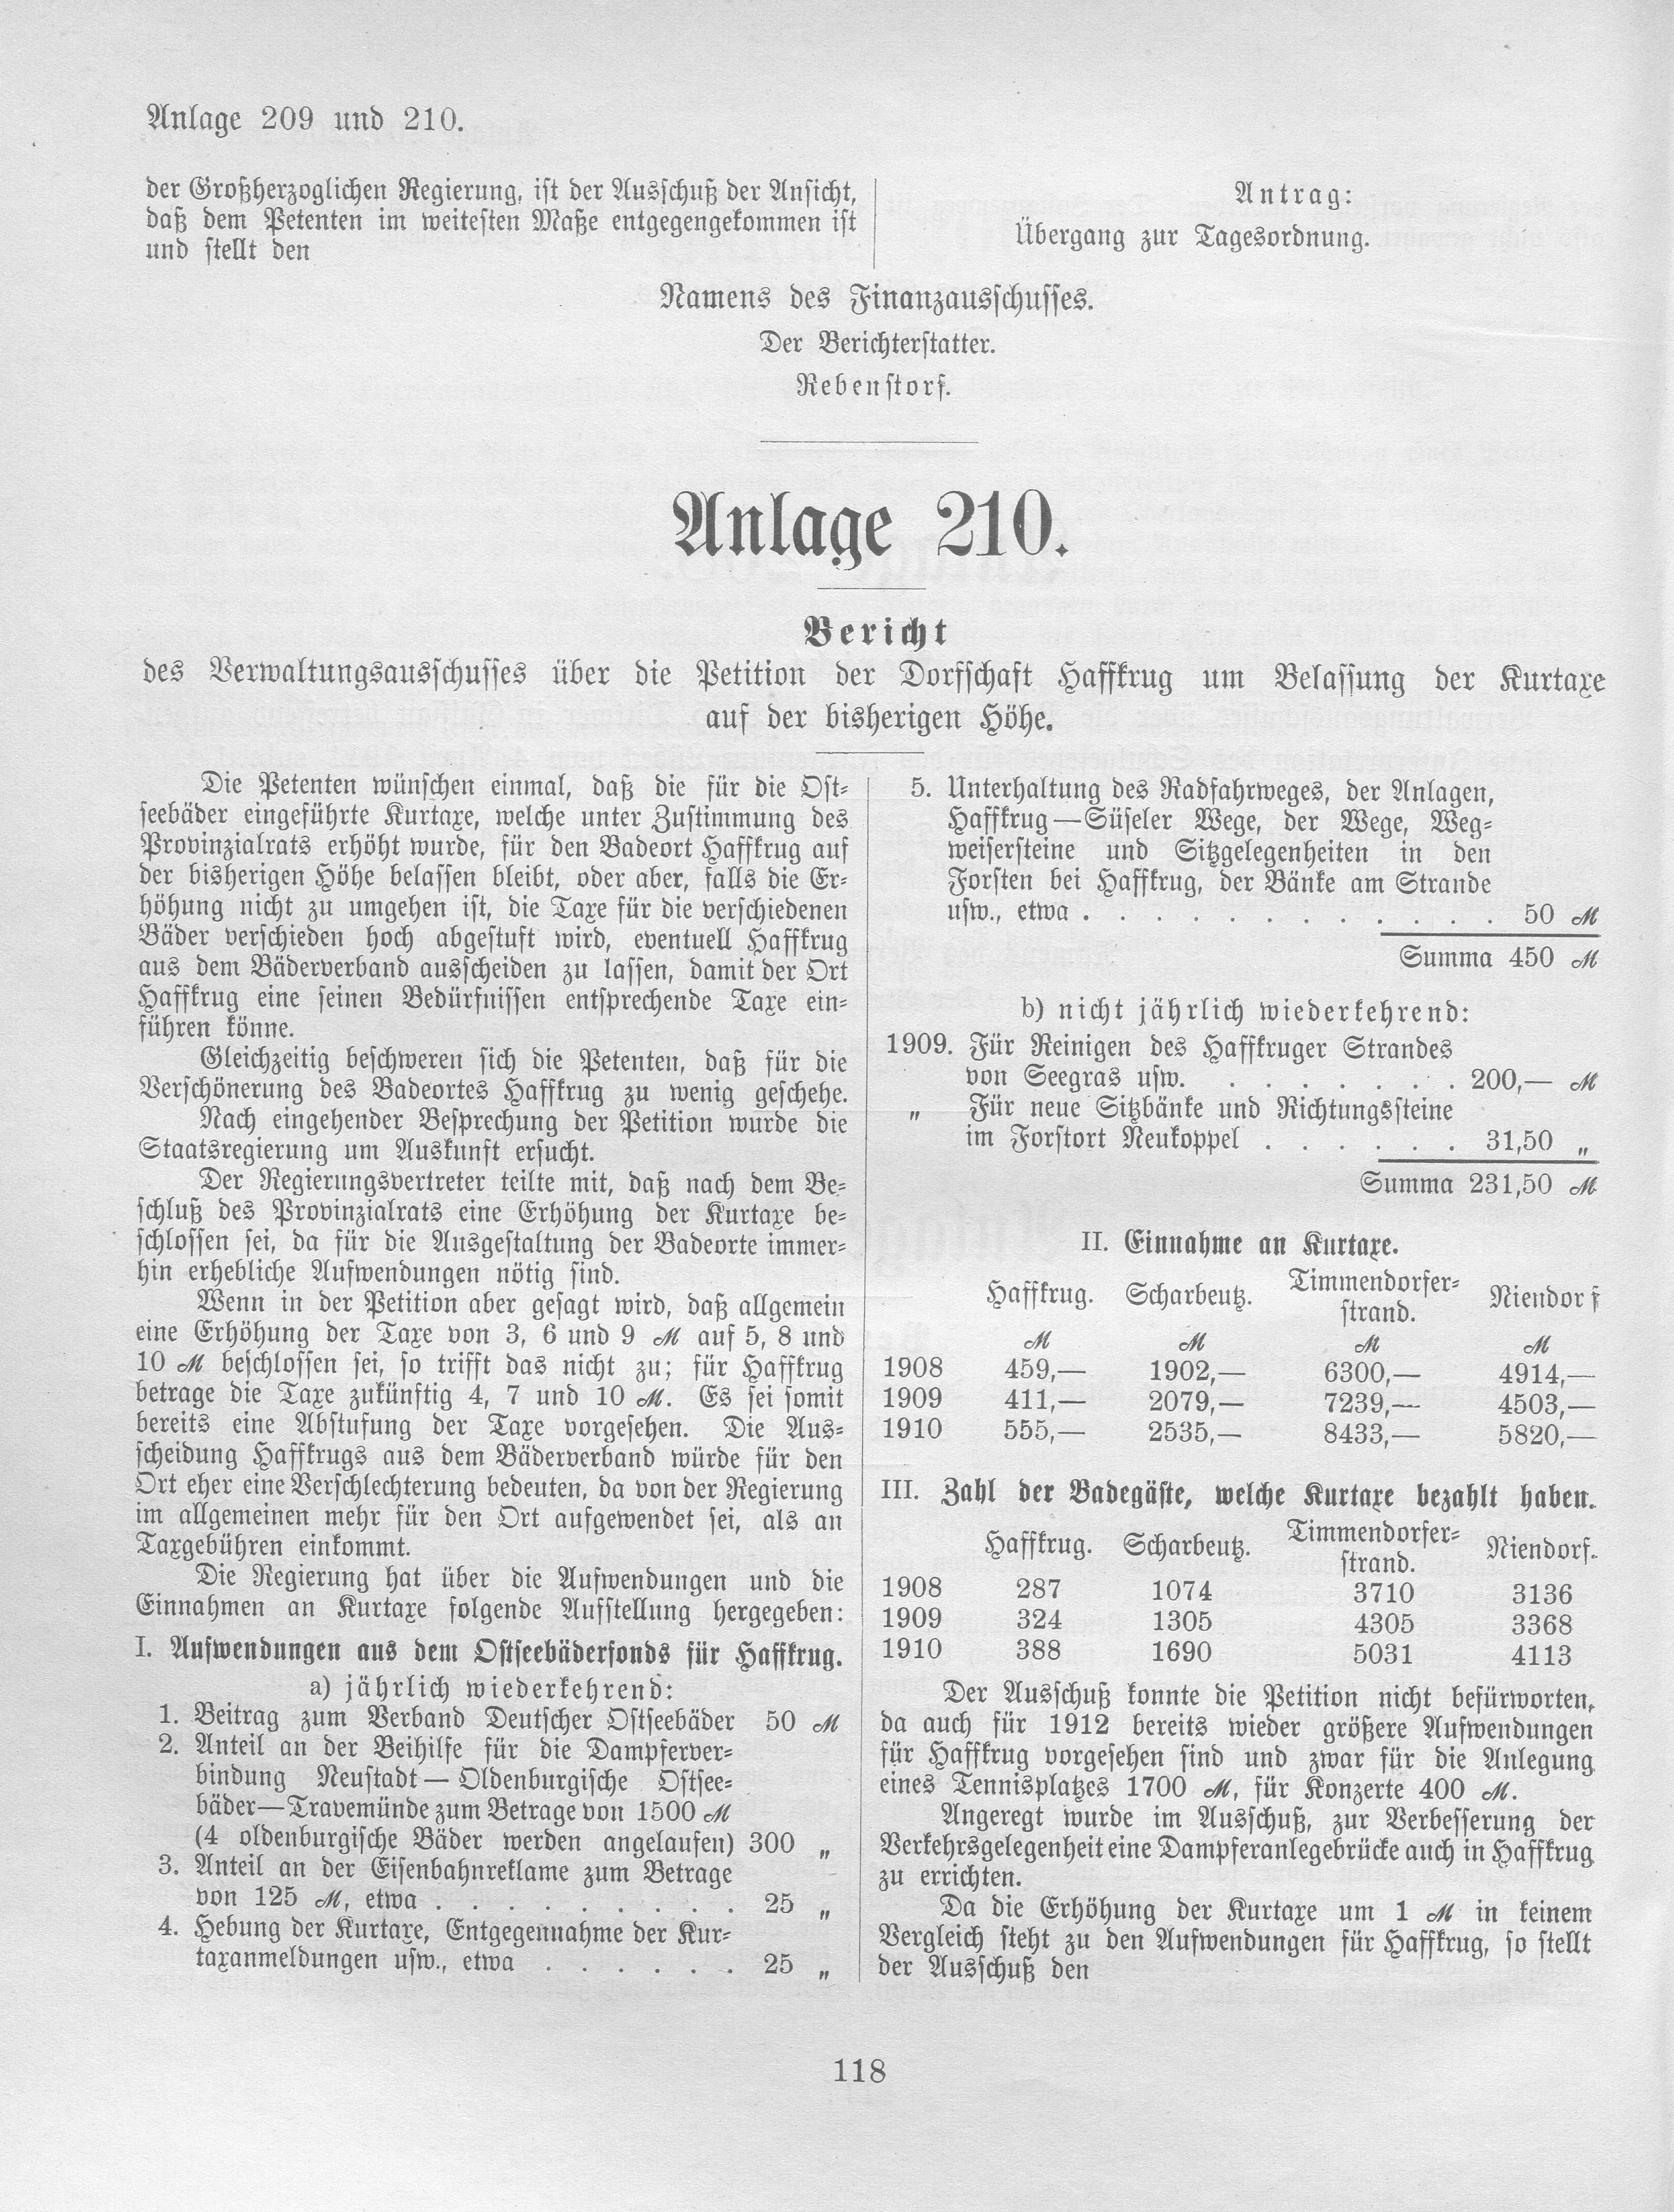 Anlage 209 und 210.
der Großherzoglichen Regierung, ist der Ausschuß der Ansicht,
daß dem Petenten im weitesten Maße entgegengekommen ist
und stellt den
Antrag:
Übergang zur Tagesordnung.
Namens des Finanzausschusses.
Der Berichterstatter.
Rebenstorf.
Anlage 210.
Bericht
des Verwaltungsausschusses über die Petition der Dorfschaft Haffkrug um Belassung der Kurtaxe
auf der bisherigen Höhe.
Die Petenten wünschen einmal, daß die für die Ost-
seebäder eingeführte Kurtaxe, welche unter Zustimmung des
Provinzialrats erhöht wurde, für den Badeort Haffkrug auf
der bisherigen Höhe belassen bleibt, oder aber, falls die Er-
höhung nicht zu umgehen ist, die Taxe für die verschiedenen
Bäder verschieden hoch abgestuft wird, eventuell Haffkrug
aus dem Bäderverband ausscheiden zu lassen, damit der Ort
Haffkrug eine seinen Bedürfnissen entsprechende Taxe ein-
führen könne.
Gleichzeitig beschweren sich die Petenten, daß für die
Verschönerung des Badeortes Haffkrug zu wenig geschehe.
Nach eingehender Besprechung der Petition wurde die
Staatsregierung um Auskunft ersucht.
Der Regierungsvertreter teilte mit, daß nach dem Be-
schluß des Provinzialrats eine Erhöhung der Kurtaxe be-
schlossen sei, da für die Ausgestaltung der Badeorte immer-
hin erhebliche Aufwendungen nötig sind.
Wenn in der Petition aber gesagt wird, daß allgemein
eine Erhöhung der Taxe von 3, 6 und 9 ℳ auf 5, 8 und
10 ℳ beschlossen sei, so trifft das nicht zu; für Haffkrug
betrage die Taxe zukünftig 4, 7 und 10 ℳ. Es sei somit
bereits eine Abstufung der Taxe vorgesehen. Die Aus-
scheidung Haffkrugs aus dem Bäderverband würde für den
Ort eher eine Verschlechterung bedeuten, da von der Regierung
im allgemeinen mehr für den Ort aufgewendet sei, als an
Taxgebühren einkommt.
Die Regierung hat über die Aufwendungen und die
Einnahmen an Kurtaxe folgende Aufstellung hergegeben:
I. Aufwendungen aus dem Ostseebäderfonds für Haffkrug.
a) jährlich wiederkehrend:
1. Beitrag zum Verband Deutscher Ostseebäder 50 ℳ
2. Anteil an der Beihilfe für die Dampferver-
bindung Neustadt — Oldenburgische Ostsee-
bäder—Travemünde zum Betrage von 1500 ℳ
(4 oldenburgische Bäder werden angelaufen) 300 „
3. Anteil an der Eisenbahnreklame zum Betrage
von 125 ℳ, etwa . . . . . . . . . . 25 „
4. Hebung der Kurtaxe, Entgegennahme der Kur-
taxanmeldungen usw., etwa . . . . . . 25 „
5. Unterhaltung des Radfahrweges, der Anlagen,
Haffkrug—Süseler Wege, der Wege, Weg-
weisersteine und Sitzgelegenheiten in den
Forsten bei Haffkrug, der Bänke am Strande
usw., etwa . . . . . . . . . . . . . 50 ℳ
Summa 450 ℳ
b) nicht jährlich wiederkehrend:
1909. Für Reinigen des Haffkruger Strandes
von Seegras usw. . . . . . . . 200,— ℳ
„ Für neue Sitzbänke und Richtungssteine
im Forstort Neukoppel . . . . . . 31,50 „
Summa 231,50 ℳ
II. Einnahme an Kurtaxe.
Haffkrug. Scharbeutz. Timmendorfer-
strand. Niendorf
ℳ ℳ ℳ ℳ
1908 459,— 1902,— 6300,— 4914,—
1909 411,— 2079,— 7239,— 4503,—
1910 555,— 2535,— 8433,— 5820,—
III. Zahl der Badegäste, welche Kurtaxe bezahlt haben.
Haffkrug. Scharbeutz. Timmendorfer-
strand. Niendorf.
1908 287 1074 3710 3136
1909 324 1305 4305 3368
1910 388 1690 5031 4113
Der Ausschuß konnte die Petition nicht befürworten,
da auch für 1912 bereits wieder größere Aufwendungen
für Haffkrug vorgesehen sind und zwar für die Anlegung
eines Tennisplatzes 1700 ℳ, für Konzerte 400 ℳ.
Angeregt wurde im Ausschuß, zur Verbesserung der
Verkehrsgelegenheit eine Dampferanlegebrücke auch in Haffkrug
zu errichten.
Da die Erhöhung der Kurtaxe um 1 ℳ in keinem
Vergleich steht zu den Aufwendungen für Haffkrug, so stellt
der Ausschuß den
118